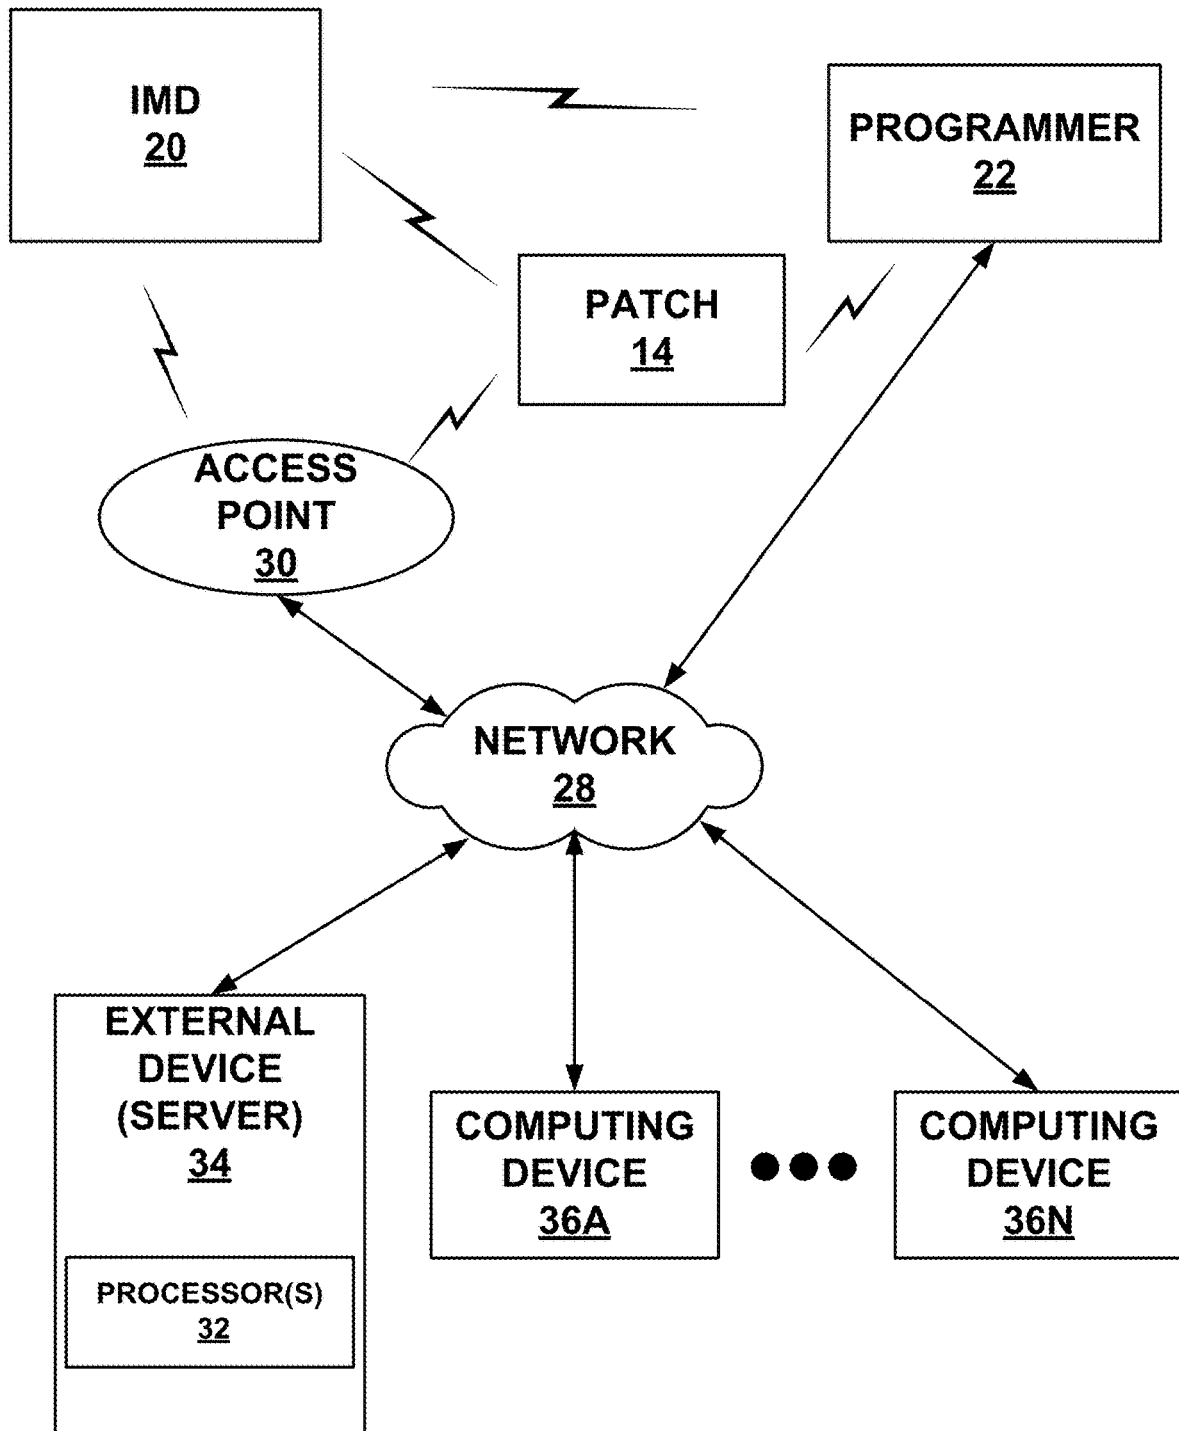 IMD
20
PROGRAMMER
22
PATCH
14
ACCESS
POINT
30
NETWORK
28
EXTERNAL
DEVICE
(SERVER)
34
PROCESSOR(S)
32
COMPUTING
DEVICE
36A
COMPUTING
DEVICE
36N